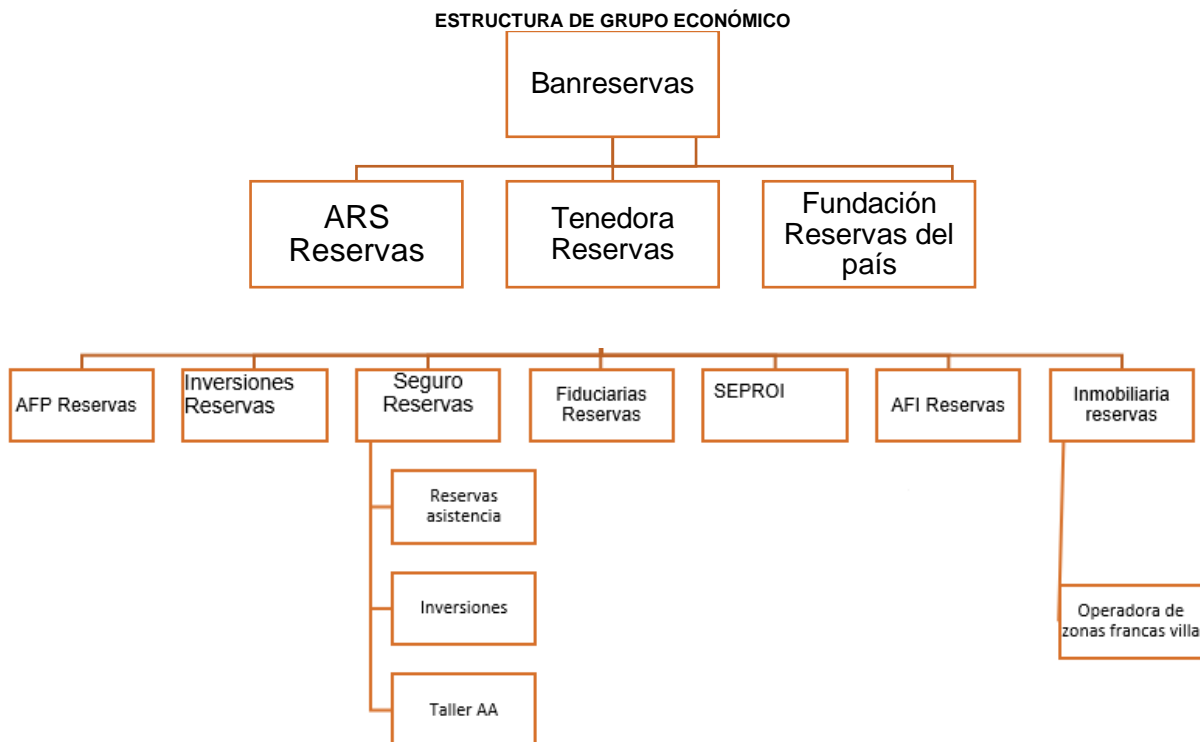 ESTRUCTURA DE GRUPO ECONÓMICO
Banreservas
ARS
Reservas
Tenedora
Reservas
Fundación
Reservas del
país
AFP Reservas
Inversiones
Reservas
Seguro
Reservas
Fiduciarias
Reservas
SEPROI
AFI Reservas
Inmobiliaria
reservas
Reservas
asistencia
Inversiones
Taller AA
Operadora de
zonas francas villa